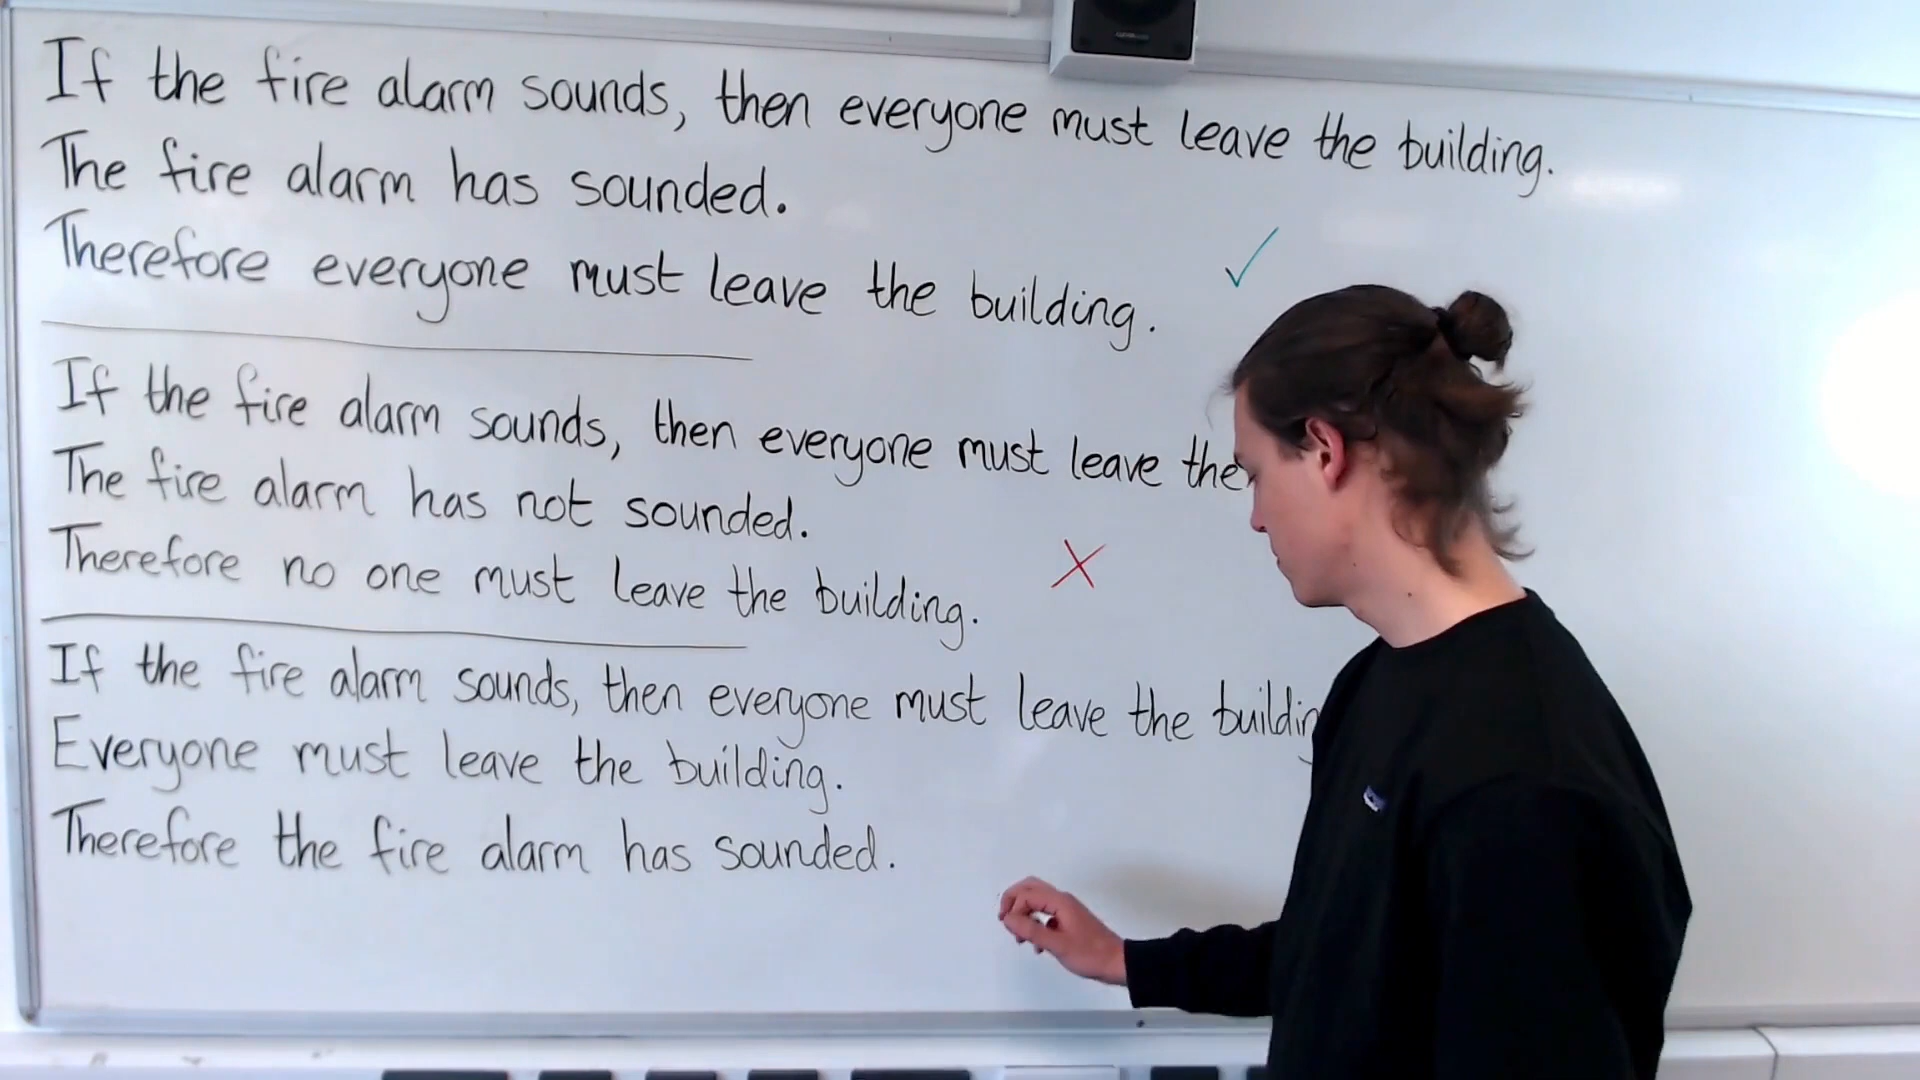 If the fire alarm sounds, then everyone must leave the building.
The fire alarm has sounded.
Therefore everyone must leave the building.
If the fire alarm sounds, then everyone must leave the
The fire alarm has not sounded.
Therefore no one must leave the building.
If the fire alarm sounds, then everyone must leave the buildin
Everyone must leave the building.
Therefore the fire alarm has sounded.